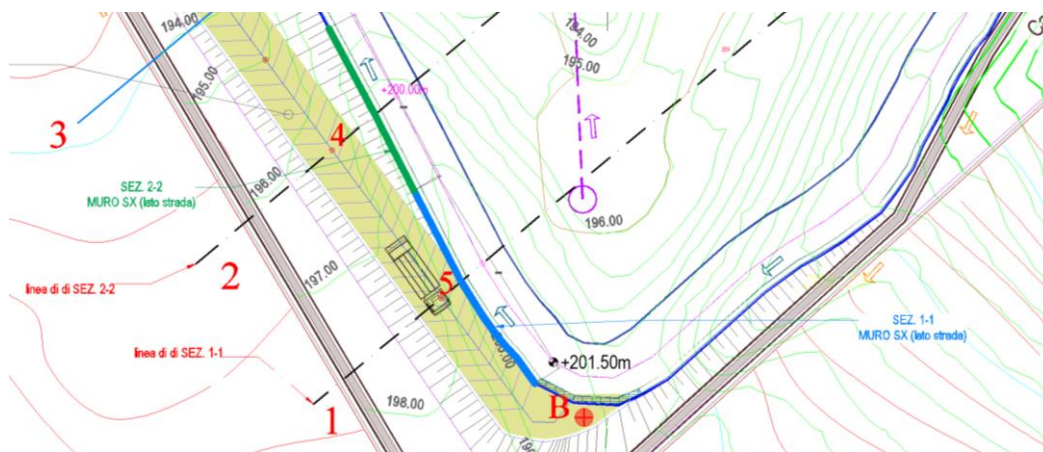 194.00
194.00
195.00
C3
195.00
+200.00m
3
4
SEZ. 2-2
MURO SX (lato strada)
196.00
196.00
2
197.00
5
linea di di SEZ. 2-2
SEZ. 1-1
MURO SX (lato strada)
linea di di SEZ. 1-1
+201.50m
1
198.00
B